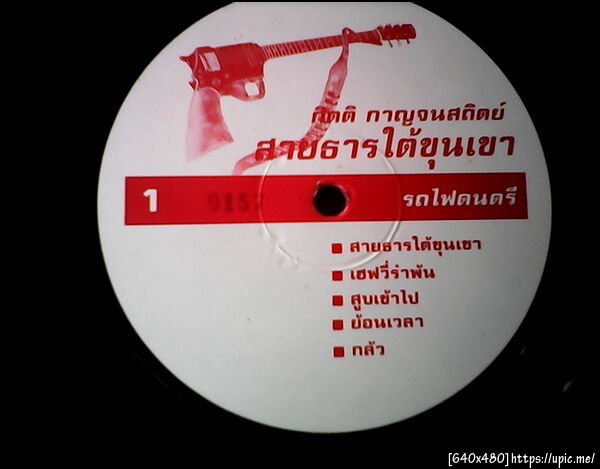 กิตติ กาญจนสถิตย์
สายธารใต้ขุนเขา
1 0157 รถไฟดนตรี
สายธารใต้ขุนเขา
เฮฟวี่รำพัน
สูบเข้าไป
ย้อนเวลา
กลัว
[640x480]https://upic.me/